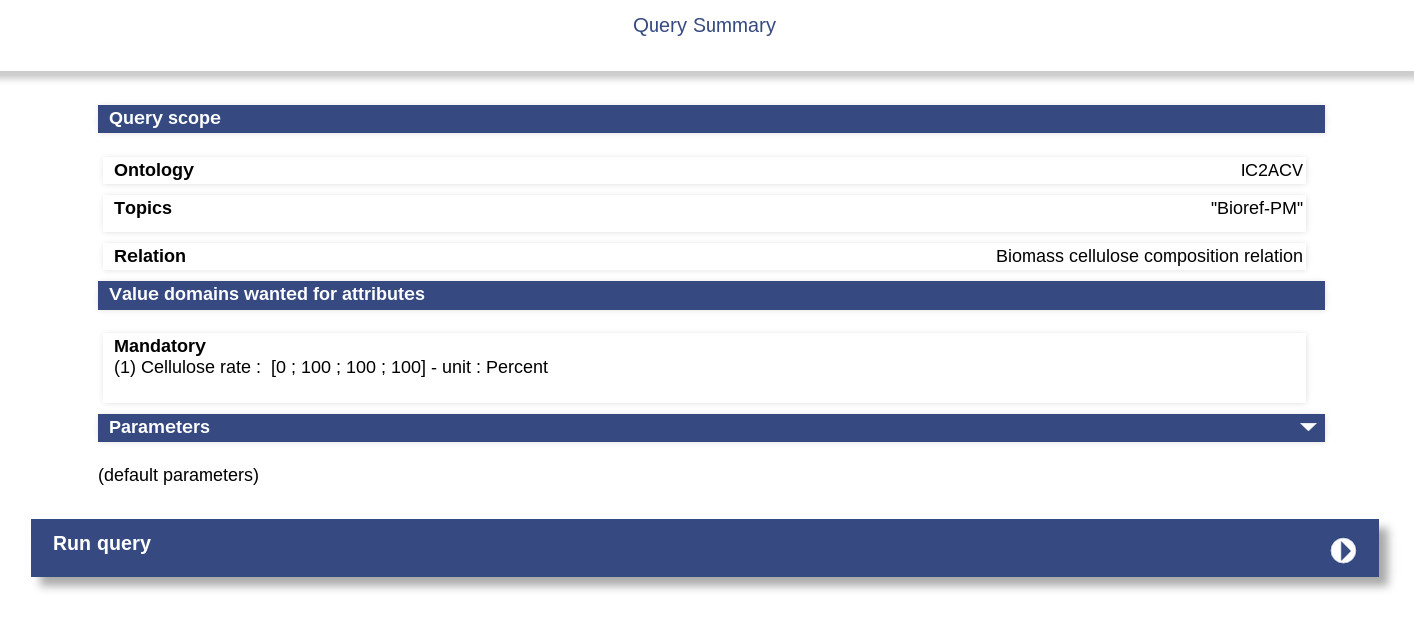 Query Summary
Query scope
Ontology IC2ACV
Topics "Bioref-PM"
Relation Biomass cellulose composition relation
Value domains wanted for attributes
Mandatory
(1) Cellulose rate :  [0 ; 100 ; 100 ; 100] - unit : Percent
Parameters
(default parameters)
Run query